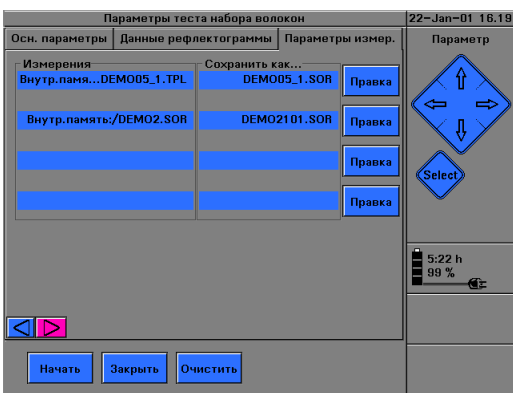 Параметры теста набора волокон
22-Jan-01 16.19
Осн. параметры
Данные рефлектограммы
Параметры измер.
Параметр
Измерения
Сохранить как...
Внутр.памя...DEMO05_1.TPL
DEMO05_1.SOR
Правка
Внутр.память:/DEMO2.SOR
DEMO2101.SOR
Правка
Правка
Правка
Select
5:22 h
99 %
Начать
Закрыть
Очистить